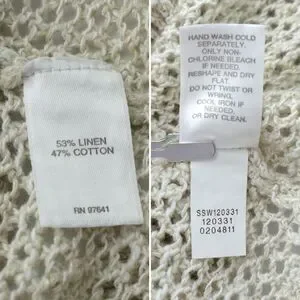 53% LINEN
47% COTTON
RN 97641
HAND WASH COLD
SEPARATELY.
ONLY NON-
CHLORINE BLEACH
IF NEEDED.
RESHAPE AND DRY
FLAT.
DO NOT TWIST OR
WRING.
COOL IRON IF
NEEDED
OR DRY CLEAN.
SSW120331
120331
0204811